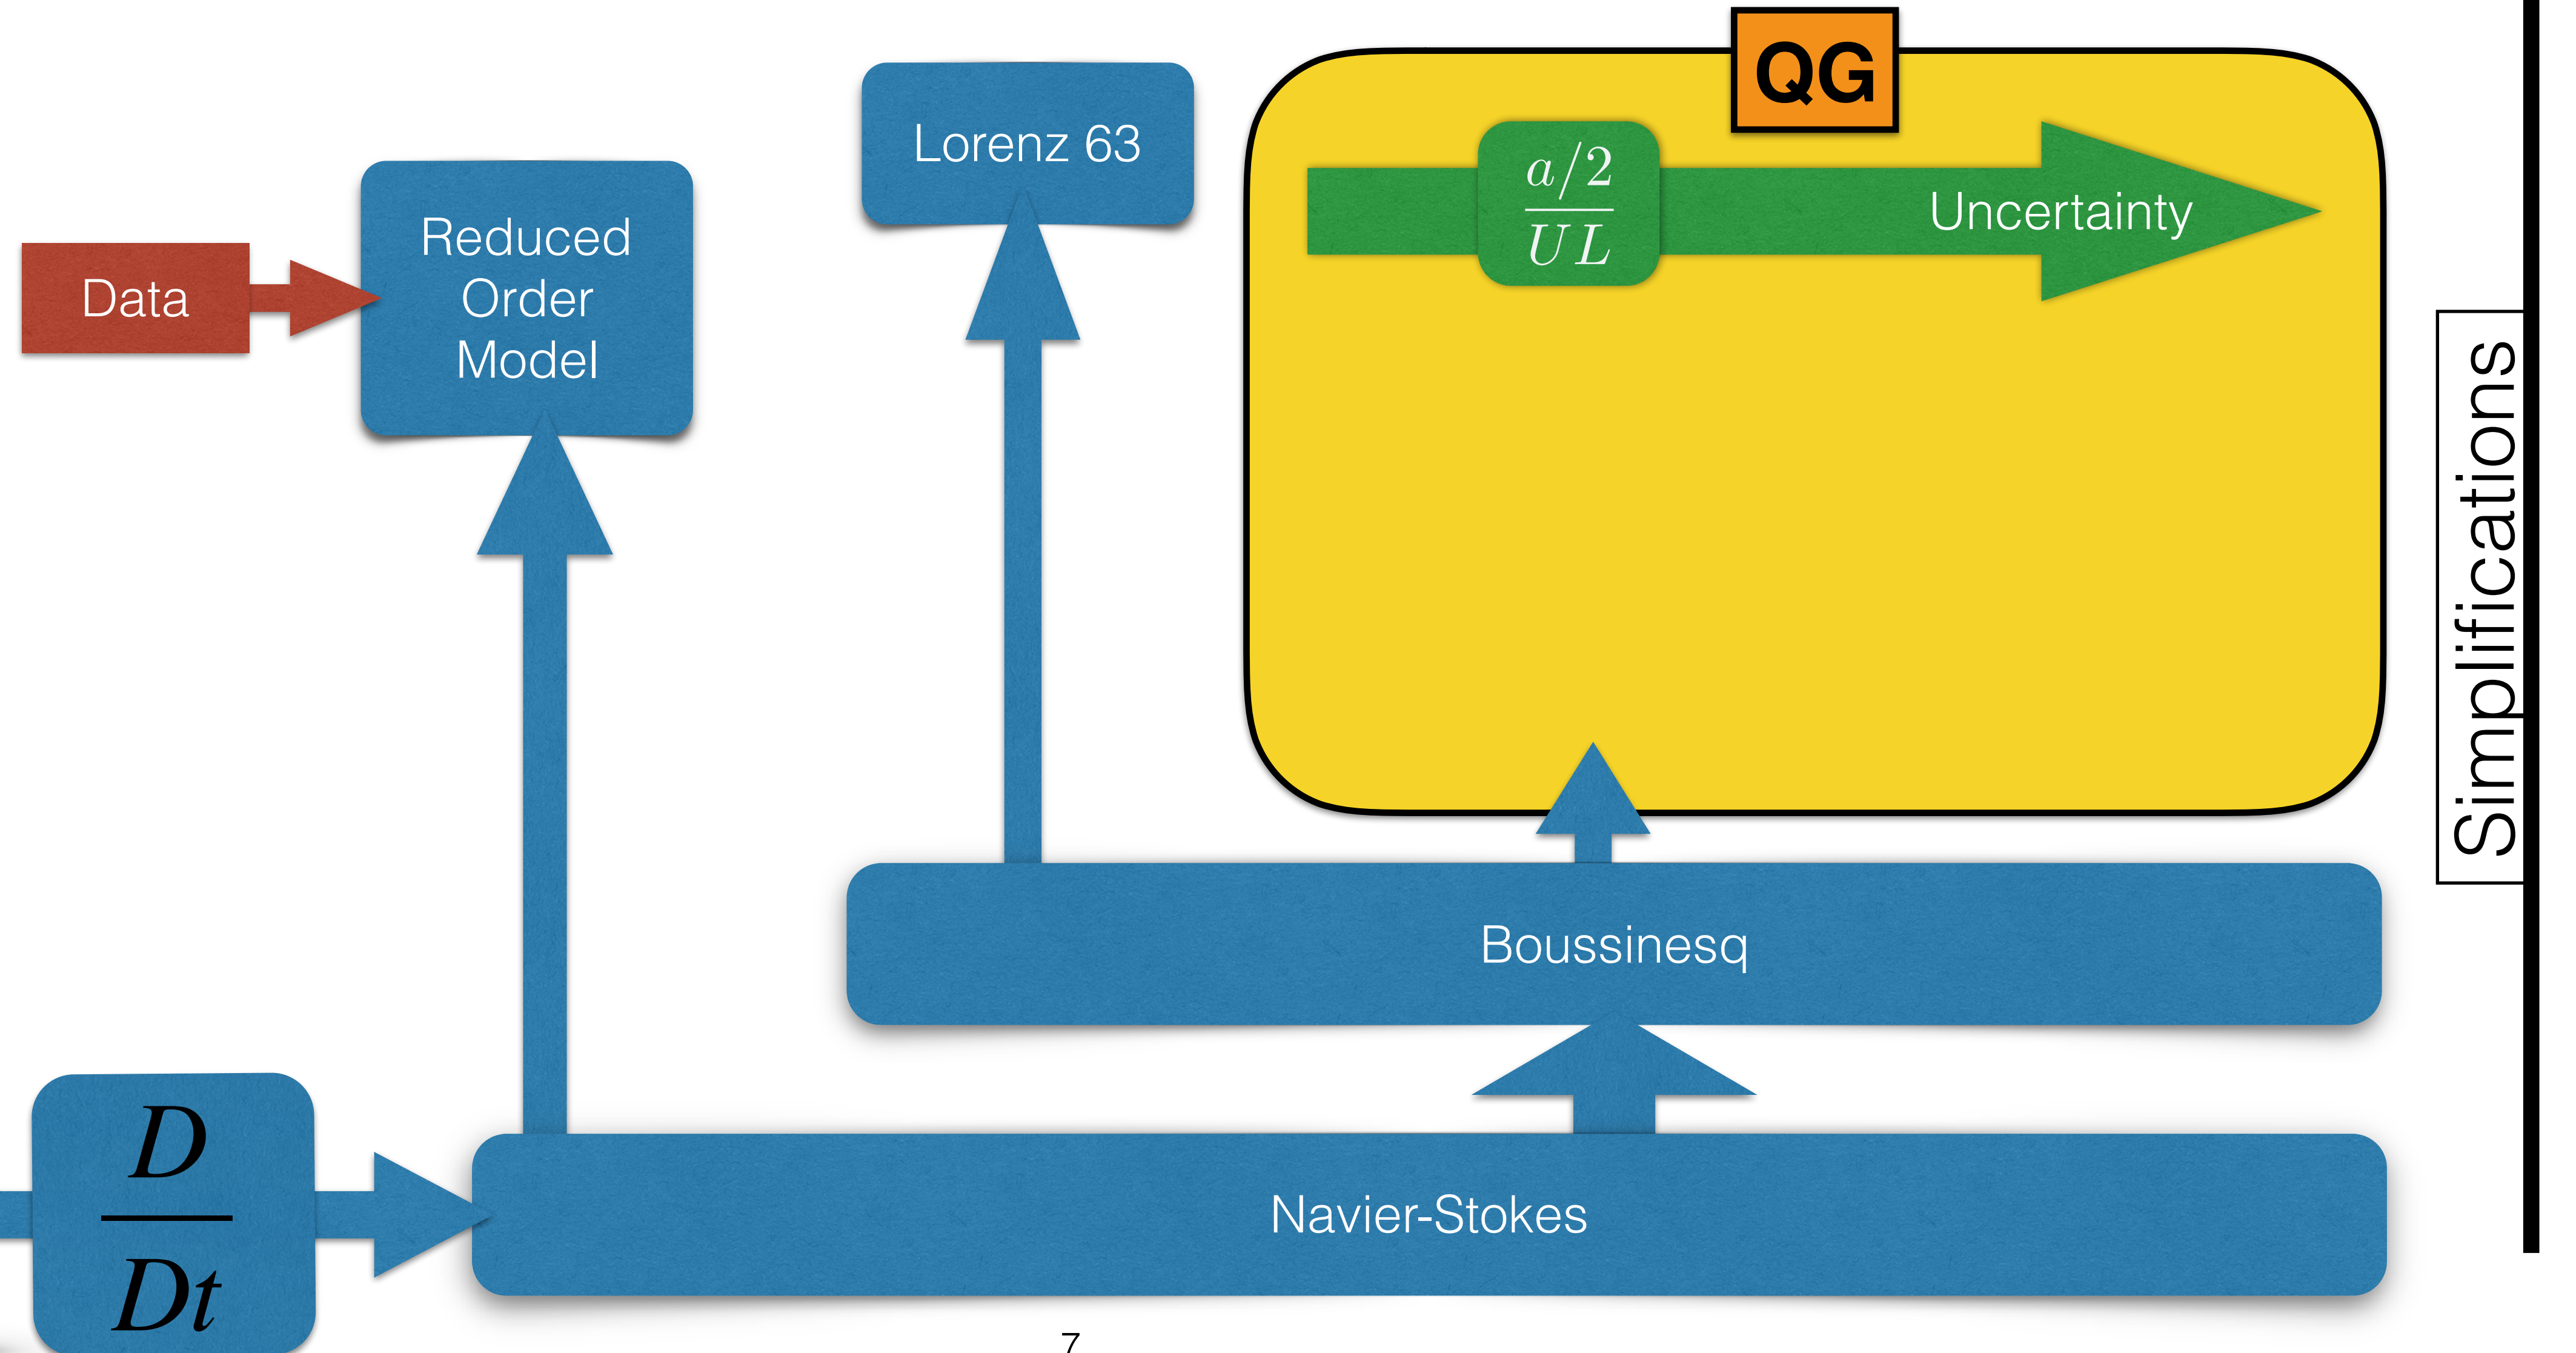 QG
Lorenz 63
a/2
UL
Uncertainty
Reduced
Order
Model
Data
Simplifications
Boussinesq
D
Dt
Navier-Stokes
7